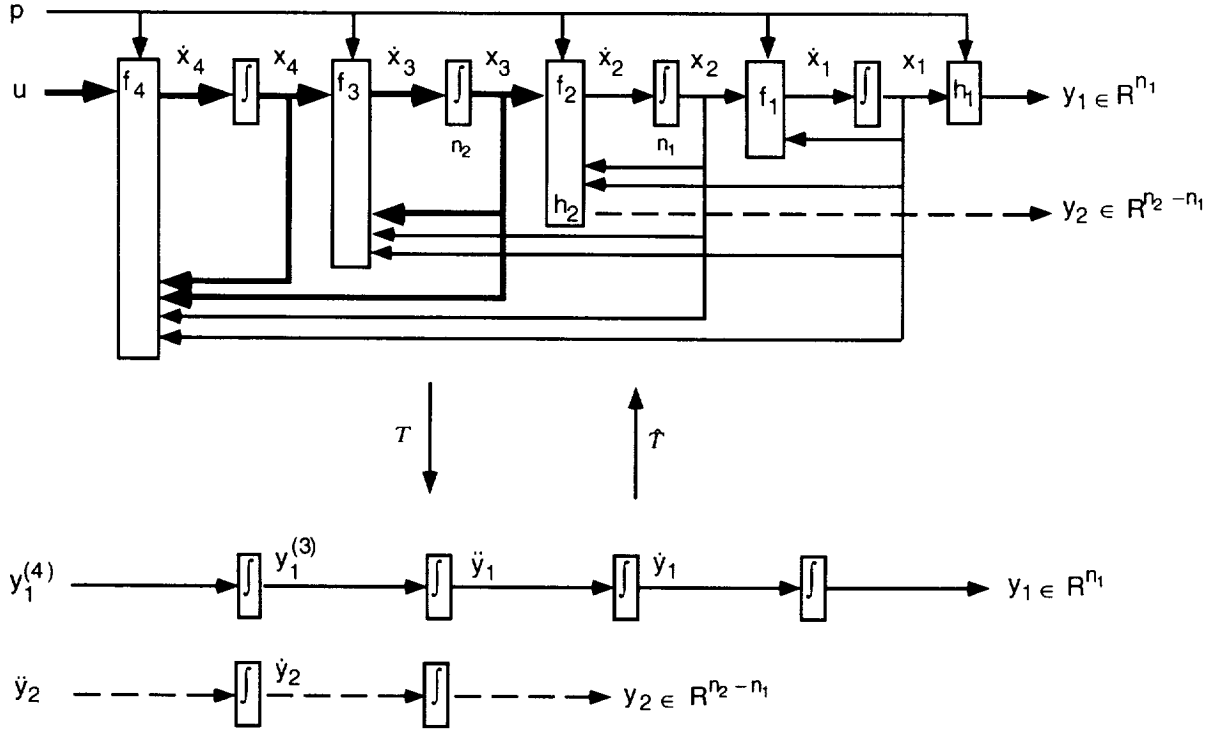 p
ẋ₄ x₄ ẋ₃ x₃ ẋ₂ x₂ ẋ₁ x₁
u f₄ ∫ f₃ ∫ f₂ ∫ f₁ ∫ h₁ y₁ ∈ R^{n₁}
n₂ n₁
h₂ y₂ ∈ R^{n₂ − n₁}
T T̂
y₁^{(4)} ∫ y₁^{(3)} ∫ ÿ₁ ∫ ẏ₁ ∫ y₁ ∈ R^{n₁}
ÿ₂ ∫ ẏ₂ ∫ y₂ ∈ R^{n₂ − n₁}